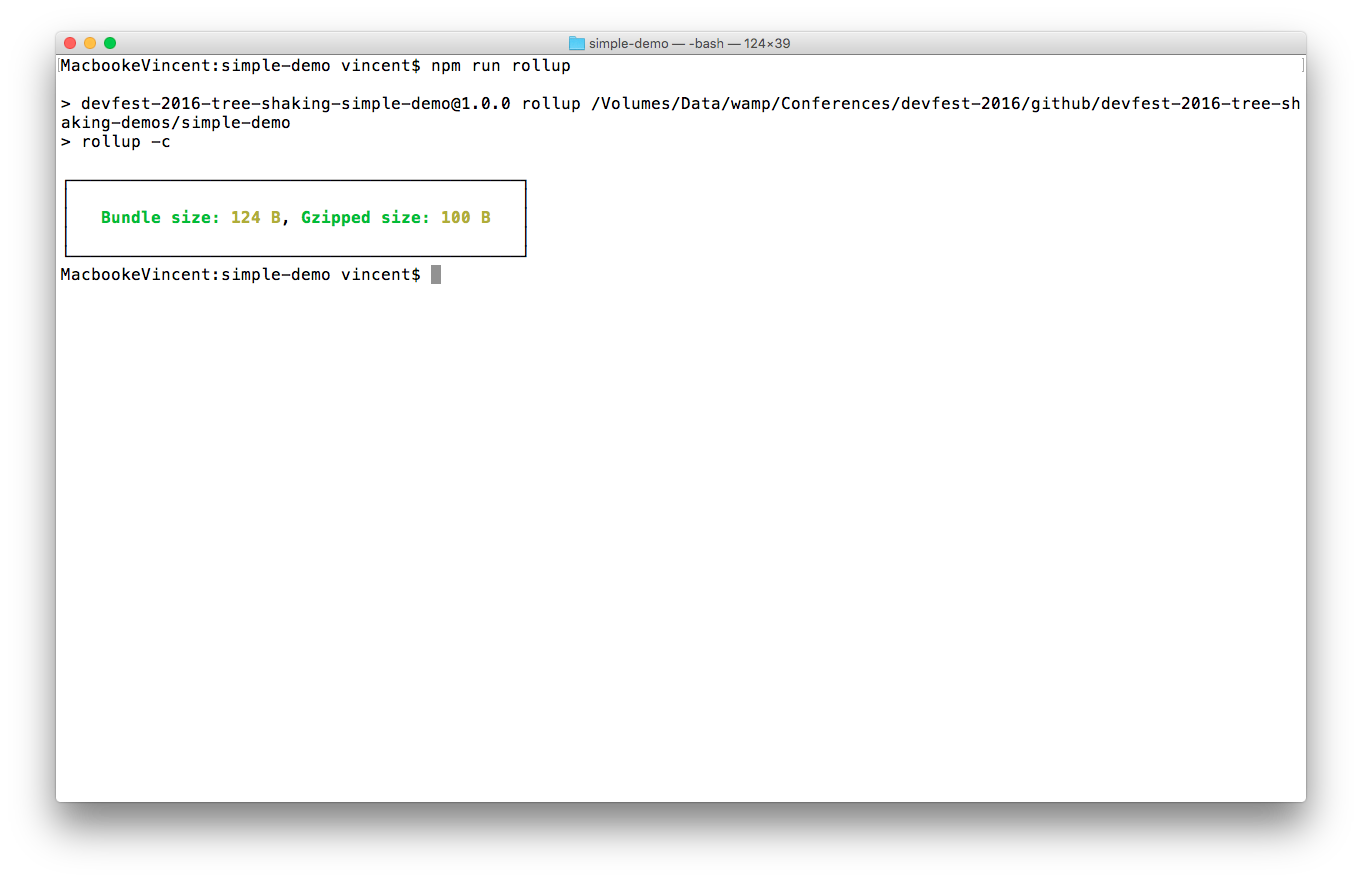 simple-demo — -bash — 124×39
MacbookeVincent:simple-demo vincent$ npm run rollup
> devfest-2016-tree-shaking-simple-demo@1.0.0 rollup /Volumes/Data/wamp/Conferences/devfest-2016/github/devfest-2016-tree-sh
aking-demos/simple-demo
> rollup -c
Bundle size: 124 B, Gzipped size: 100 B
MacbookeVincent:simple-demo vincent$